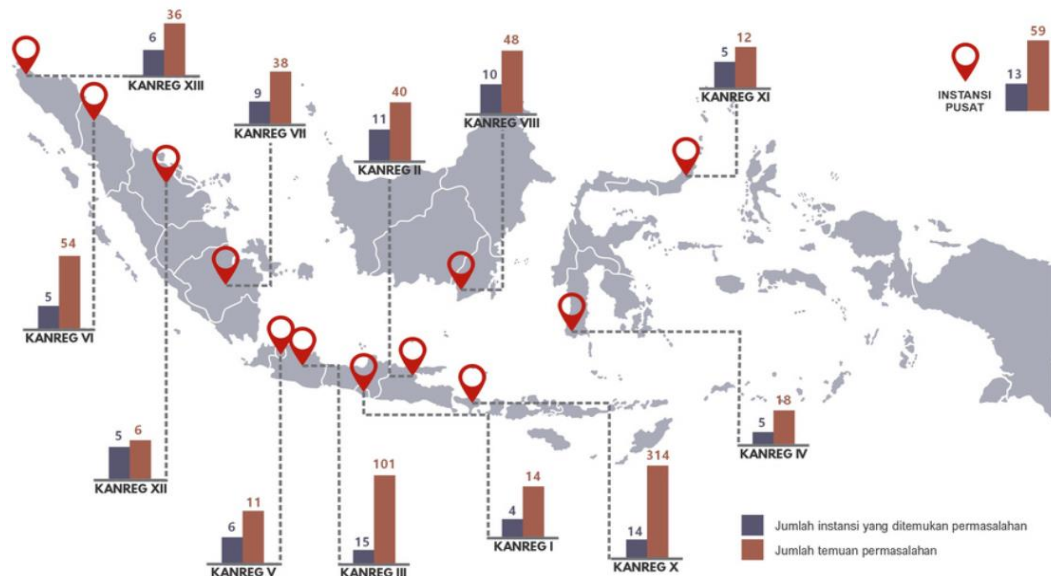 6 36
KANREG XIII
9 38
KANREG VII
11 40
KANREG II
10 48
KANREG VIII
5 12
KANREG XI
INSTANSI
PUSAT
13 59
5 54
KANREG VI
5 6
KANREG XII
6 11
KANREG V
15 101
KANREG III
4 14
KANREG I
14 314
KANREG X
5 18
KANREG IV
Jumlah instansi yang ditemukan permasalahan
Jumlah temuan permasalahan